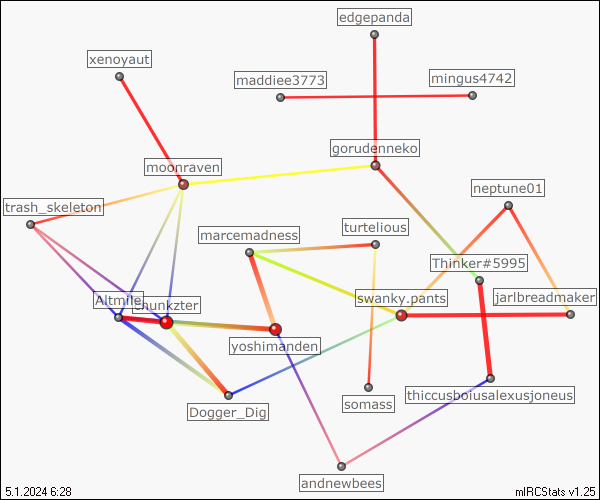 edgepanda
xenoyaut
maddiee3773
mingus4742
gorudenneko
moonraven
neptune01
trash_skeleton
marcemadness
turtelious
Thinker#5995
Altmile
chunkzter
swanky.pants
jarlbreadmaker
yoshimanden
Dogger_Dig
somass
thiccusboiusalexusjoneus
andnewbees
5.1.2024 6:28
mIRCStats v1.25